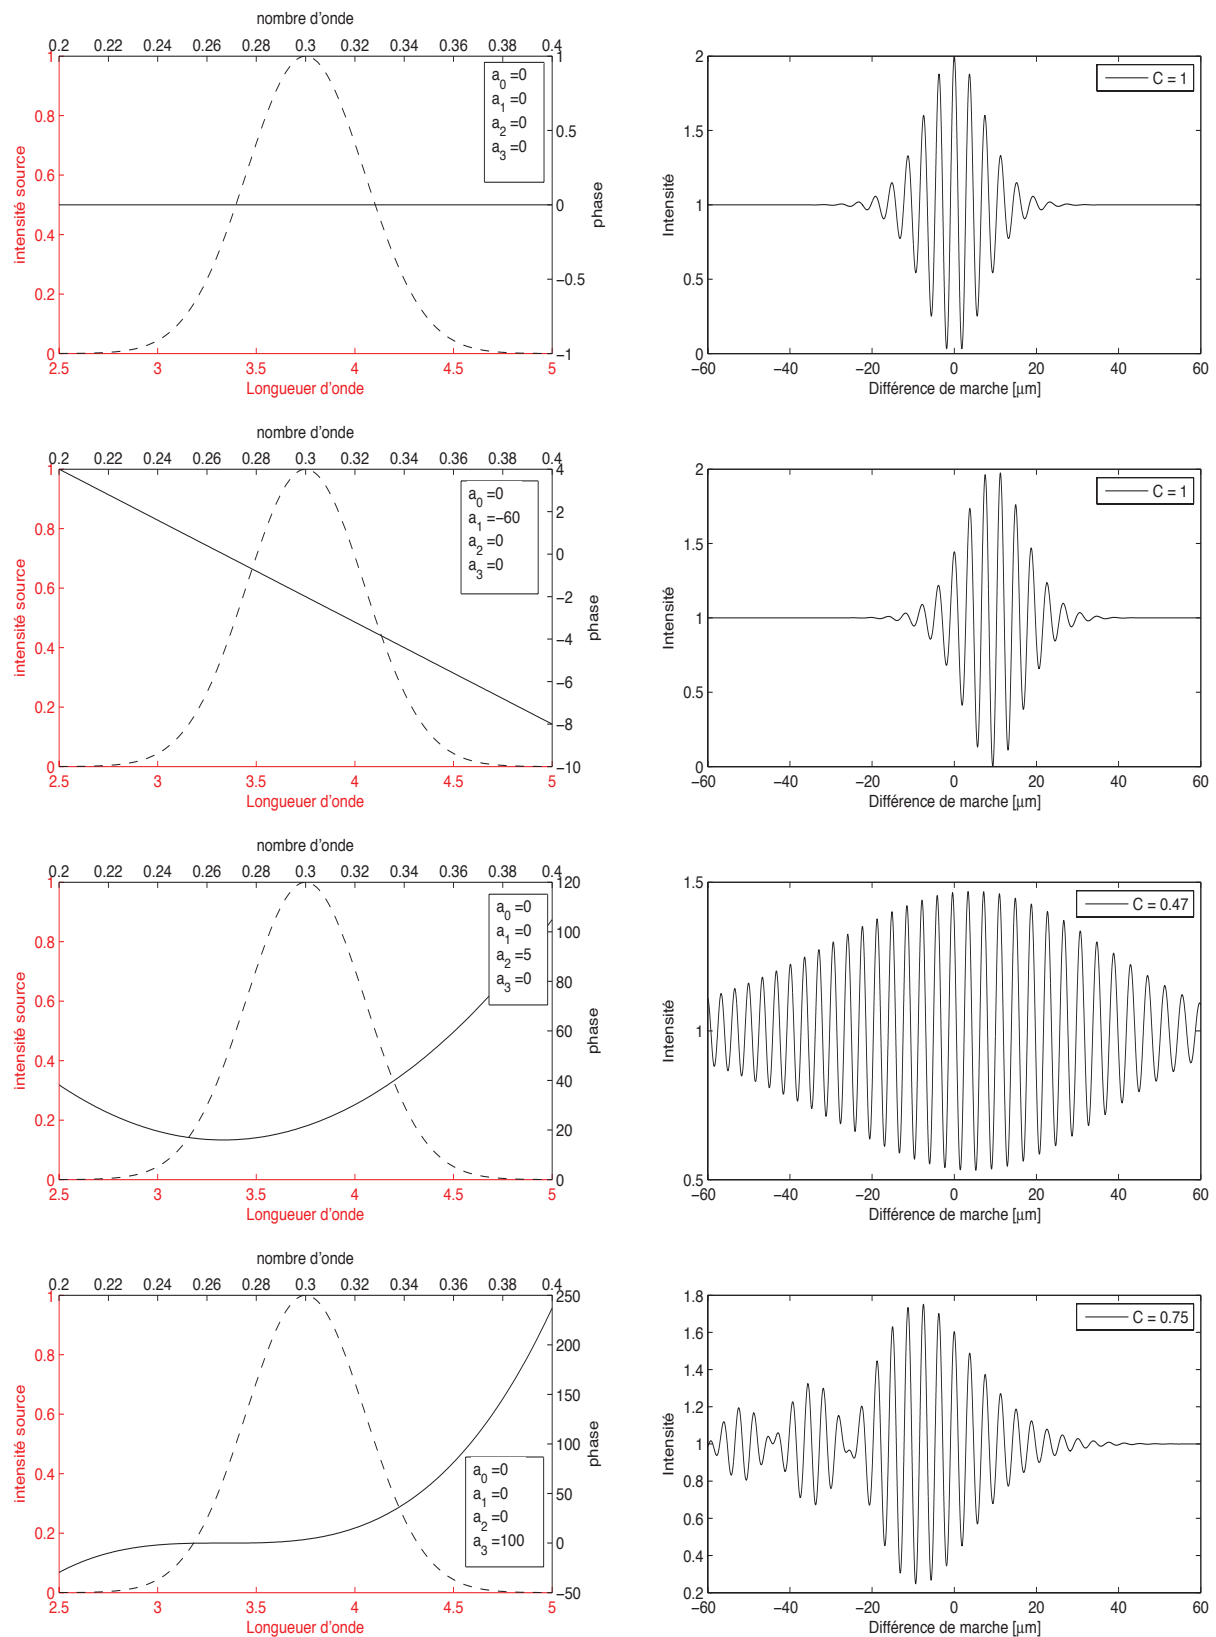 nombre d'onde
0.2 0.22 0.24 0.26 0.28 0.3 0.32 0.34 0.36 0.38 0.4
1 0.8 0.6 0.4 0.2 0
intensité source
a0 =0
a1 =0
a2 =0
a3 =0
1 0.5 0 −0.5 −1
phase
2.5 3 3.5 4 4.5 5
Longueuer d'onde
2 1.5 1 0.5 0
Intensité
C = 1
−60 −40 −20 0 20 40 60
Différence de marche [μm]
nombre d'onde
0.2 0.22 0.24 0.26 0.28 0.3 0.32 0.34 0.36 0.38 0.4
1 0.8 0.6 0.4 0.2 0
intensité source
a0 =0
a1 =−60
a2 =0
a3 =0
4 2 0 −2 −4 −6 −8 −10
phase
2.5 3 3.5 4 4.5 5
Longueuer d'onde
2 1.5 1 0.5 0
Intensité
C = 1
−60 −40 −20 0 20 40 60
Différence de marche [μm]
nombre d'onde
0.2 0.22 0.24 0.26 0.28 0.3 0.32 0.34 0.36 0.38 0.4
1 0.8 0.6 0.4 0.2 0
intensité source
a0 =0
a1 =0
a2 =5
a3 =0
120 100 80 60 40 20 0
phase
2.5 3 3.5 4 4.5 5
Longueuer d'onde
1.5 1 0.5
Intensité
C = 0.47
−60 −40 −20 0 20 40 60
Différence de marche [μm]
nombre d'onde
0.2 0.22 0.24 0.26 0.28 0.3 0.32 0.34 0.36 0.38 0.4
1 0.8 0.6 0.4 0.2 0
intensité source
a0 =0
a1 =0
a2 =0
a3 =100
250 200 150 100 50 0 −50
phase
2.5 3 3.5 4 4.5 5
Longueuer d'onde
1.8 1.6 1.4 1.2 1 0.8 0.6 0.4 0.2
Intensité
C = 0.75
−60 −40 −20 0 20 40 60
Différence de marche [μm]